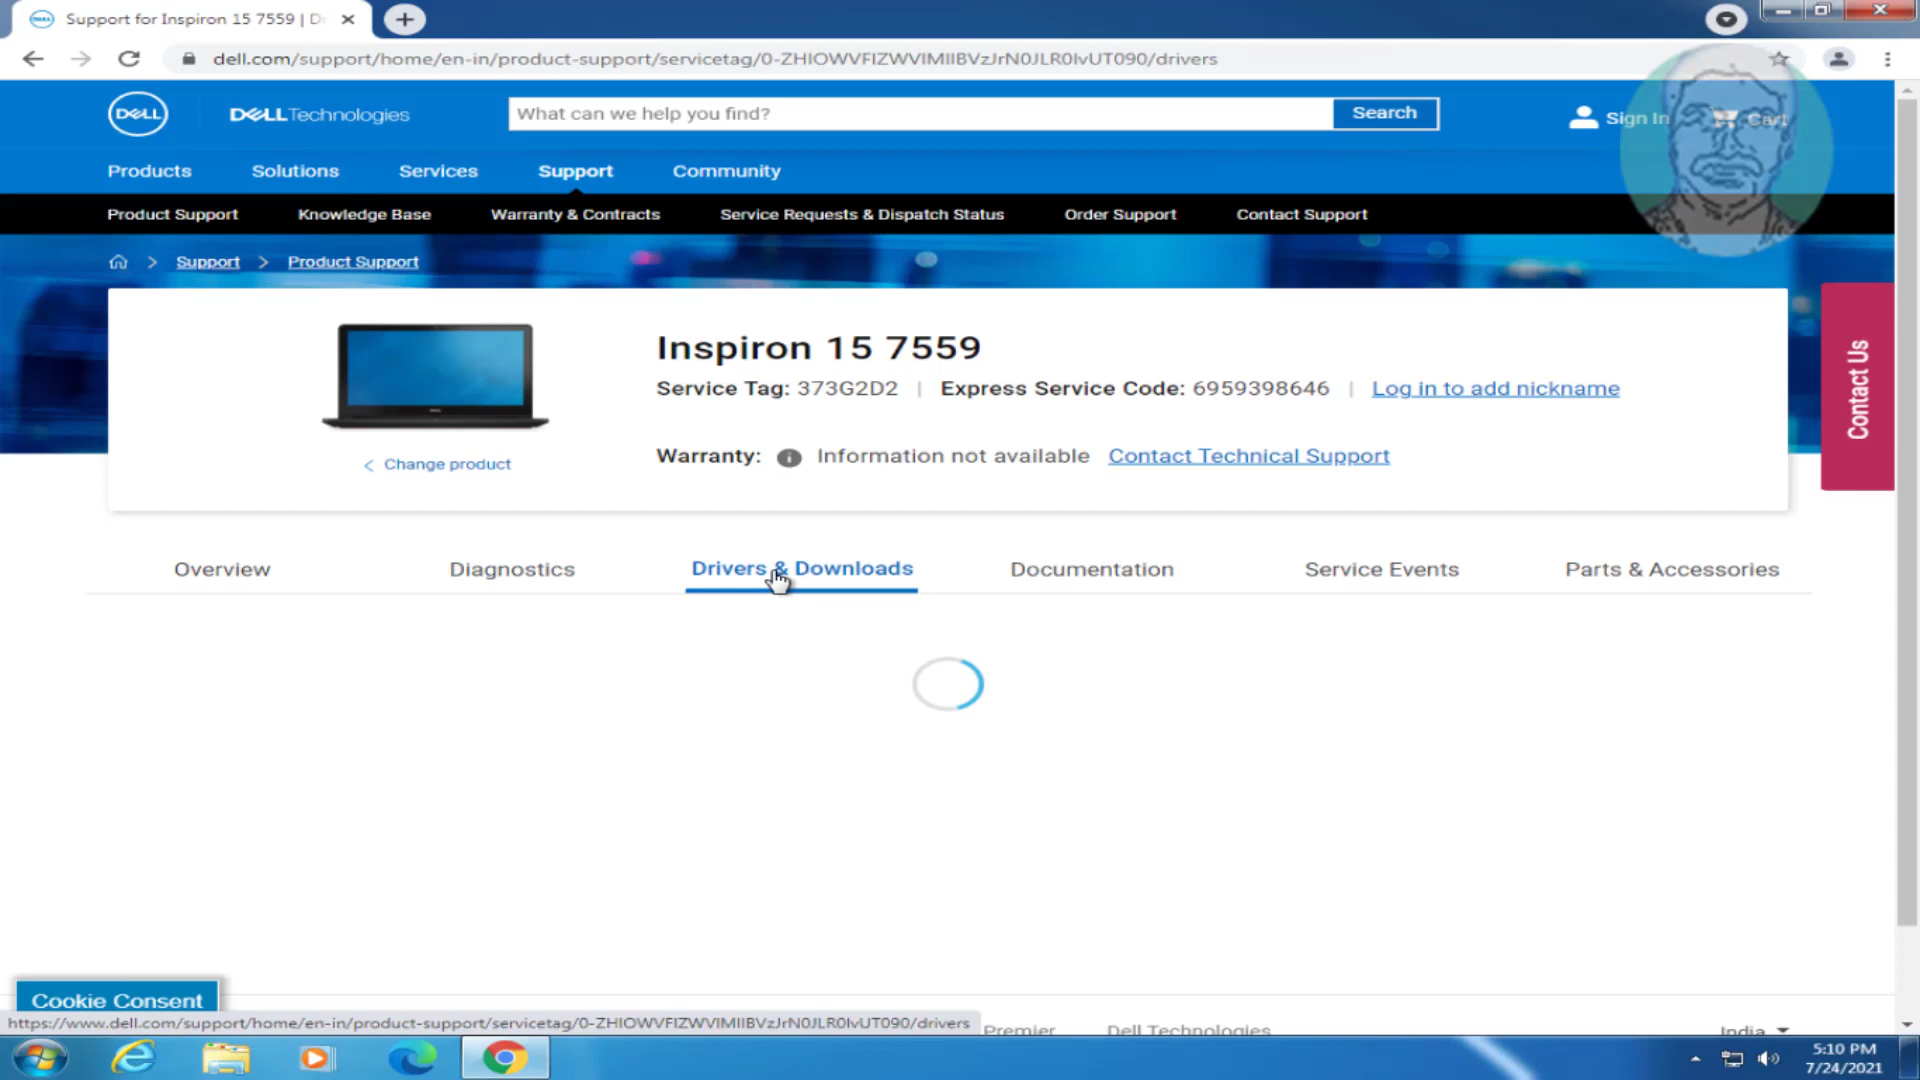 Support for Inspiron 15 7559 | D
dell.com/support/home/en-in/product-support/servicetag/0-ZHIOWVFIZWVIMIIBVzJrN0JLR0lvUT090/drivers
DELL
DELLTechnologies
What can we help you find?
Search
Sign In
Cart
Products
Solutions
Services
Support
Community
Product Support
Knowledge Base
Warranty & Contracts
Service Requests & Dispatch Status
Order Support
Contact Support
Support
Product Support
Contact Us
Inspiron 15 7559
Service Tag: 373G2D2 | Express Service Code: 6959398646 | Log in to add nickname
Warranty: Information not available Contact Technical Support
Change product
Overview
Diagnostics
Drivers & Downloads
Documentation
Service Events
Parts & Accessories
Cookie Consent
https://www.dell.com/support/home/en-in/product-support/servicetag/0-ZHIOWVFIZWVIMIIBVzJrN0JLR0lvUT090/drivers
Premier
Dell Technologies
India
5:10 PM
7/24/2021